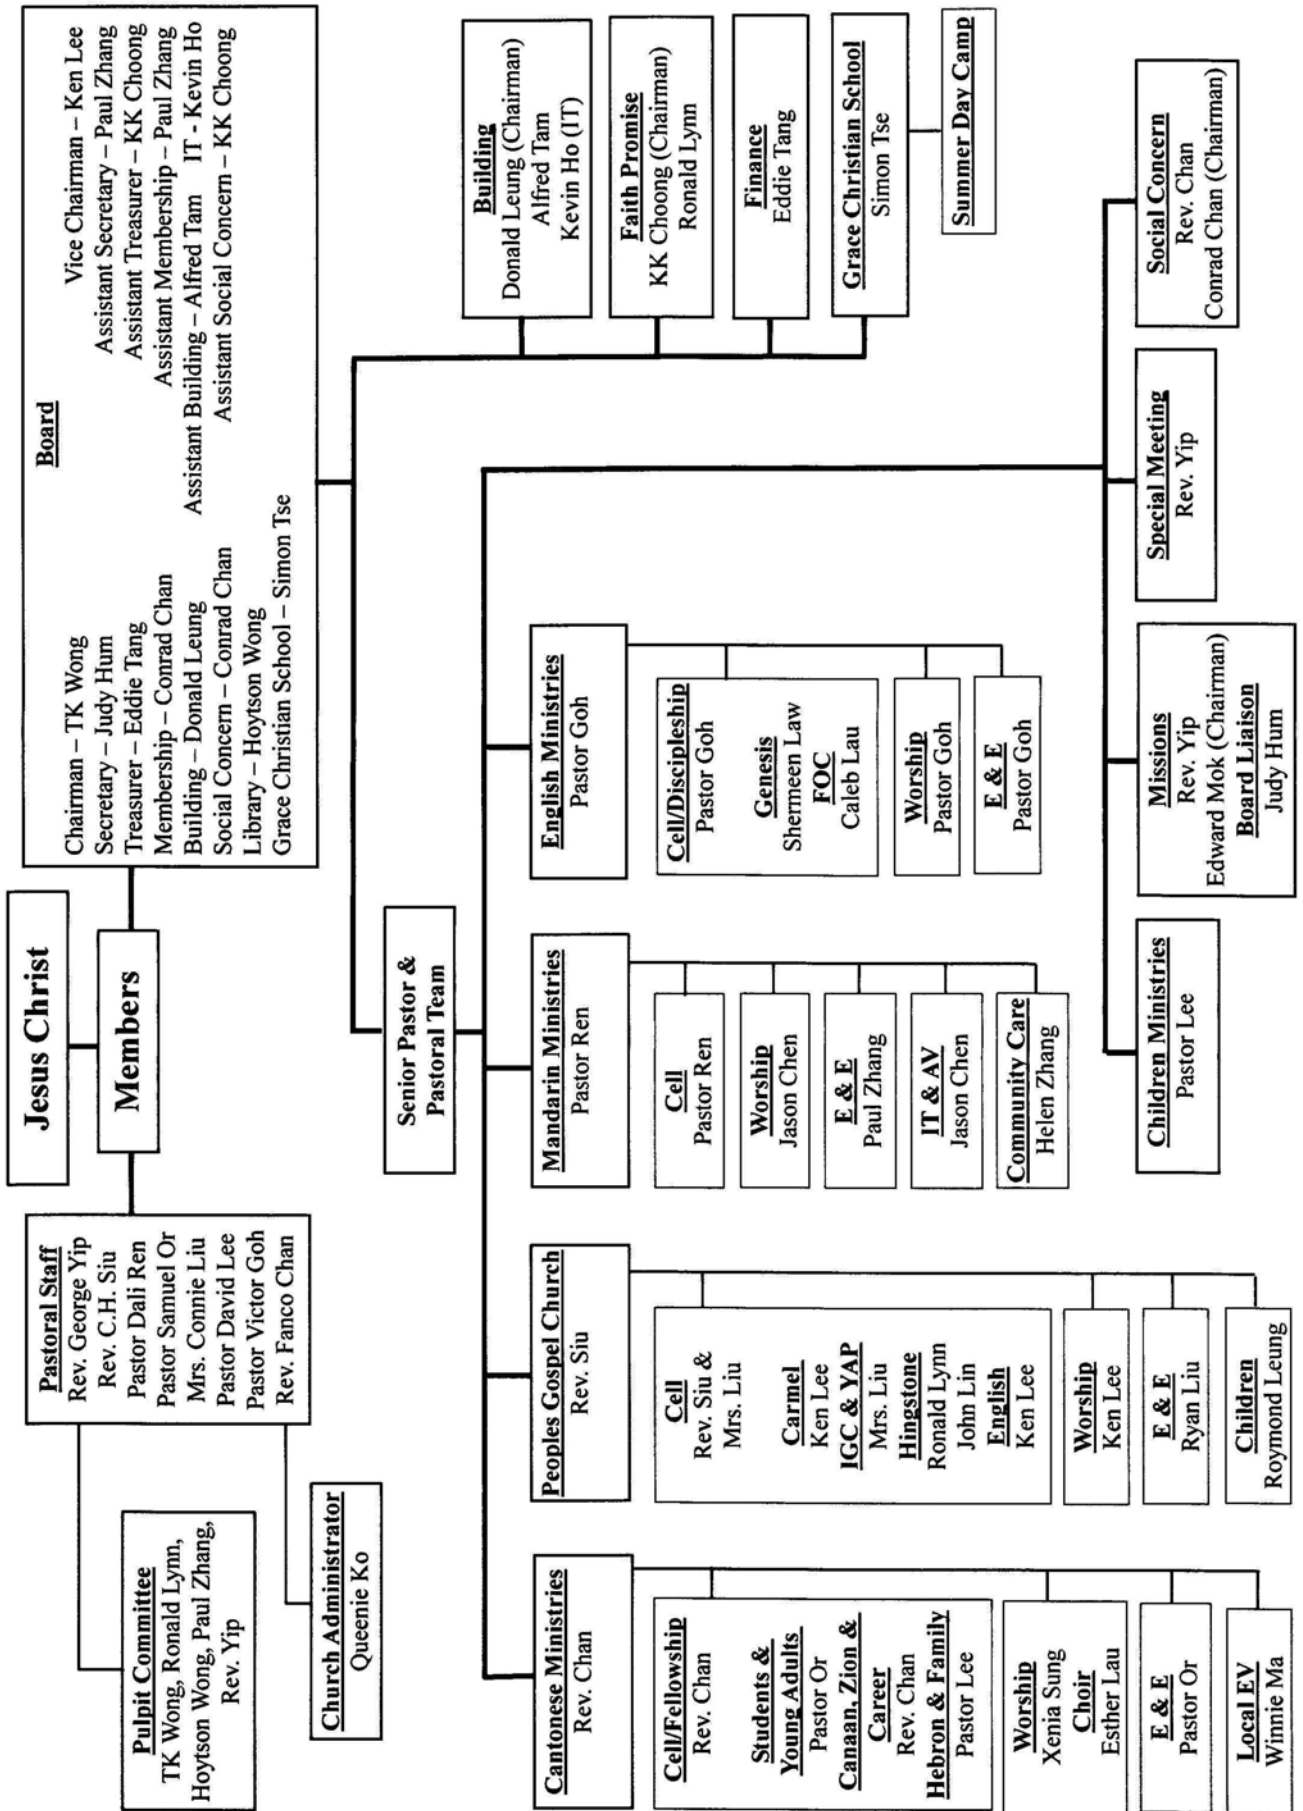 Jesus Christ
Members
Pastoral Staff
Rev. George Yip
Rev. C.H. Siu
Pastor Dali Ren
Pastor Samuel Or
Mrs. Connie Liu
Pastor David Lee
Pastor Victor Goh
Rev. Fanco Chan
Pulpit Committee
TK Wong, Ronald Lynn,
Hoytson Wong, Paul Zhang,
Rev. Yip
Church Administrator
Queenie Ko
Board
Chairman – TK Wong
Vice Chairman – Ken Lee
Secretary – Judy Hum
Assistant Secretary – Paul Zhang
Treasurer – Eddie Tang
Assistant Treasurer – KK Choong
Membership – Conrad Chan
Assistant Membership – Paul Zhang
Building – Donald Leung
Assistant Building – Alfred Tam IT - Kevin Ho
Social Concern – Conrad Chan
Assistant Social Concern – KK Choong
Library – Hoytson Wong
Grace Christian School – Simon Tse
Senior Pastor &
Pastoral Team
Building
Donald Leung (Chairman)
Alfred Tam
Kevin Ho (IT)
Faith Promise
KK Choong (Chairman)
Ronald Lynn
Finance
Eddie Tang
Grace Christian School
Simon Tse
Summer Day Camp
Cantonese Ministries
Rev. Chan
Cell/Fellowship
Rev. Chan
Students &
Young Adults
Pastor Or
Canaan, Zion &
Career
Rev. Chan
Hebron & Family
Pastor Lee
Worship
Xenia Sung
Choir
Esther Lau
E & E
Pastor Or
Local EV
Winnie Ma
Peoples Gospel Church
Rev. Siu
Cell
Rev. Siu &
Mrs. Liu
Carmel
Ken Lee
IGC & YAP
Mrs. Liu
Hingstone
Ronald Lynn
John Lin
English
Ken Lee
Worship
Ken Lee
E & E
Ryan Liu
Children
Roymond Leung
Mandarin Ministries
Pastor Ren
Cell
Pastor Ren
Worship
Jason Chen
E & E
Paul Zhang
IT & AV
Jason Chen
Community Care
Helen Zhang
English Ministries
Pastor Goh
Cell/Discipleship
Pastor Goh
Genesis
Shermeen Law
FOC
Caleb Lau
Worship
Pastor Goh
E & E
Pastor Goh
Children Ministries
Pastor Lee
Missions
Rev. Yip
Edward Mok (Chairman)
Board Liaison
Judy Hum
Special Meeting
Rev. Yip
Social Concern
Rev. Chan
Conrad Chan (Chairman)